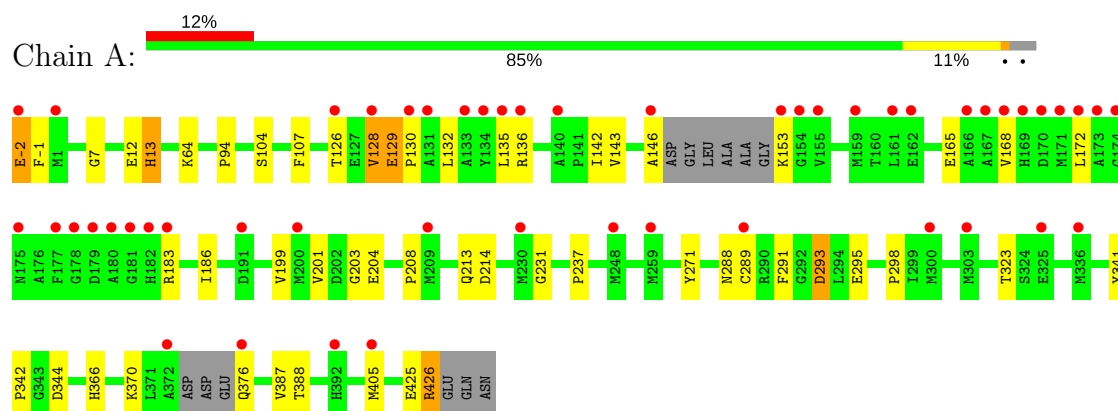 12%
Chain A:
85% 11% • •
E-2 F-1 M1 G7 E12 H13 K64 P94 S104 F107 T126 E127 V128 E129 P130 A131 L132 A133 Y134 L135 R136 A140 P141 I142 V143 A146 ASP GLY LEU ALA ALA GLY K153 G154 V155 M159 T160 L161 E162 E165 A166 A167 V168 H169 D170 M171 L172 A173 G174
N175 A176 F177 G178 D179 A180 G181 H182 R183 I186 D191 V199 M200 V201 D202 G203 E204 P208 M209 Q213 D214 M230 G231 P237 M248 M259 Y271 N288 C289 R290 F291 G292 D293 L294 E295 P298 I299 M300 M303 T323 S324 E325 M336 Y341
P342 G343 D344 H366 K370 L371 A372 ASP ASP GLU Q376 V387 T388 H392 M405 E425 R426 GLU GLN ASN